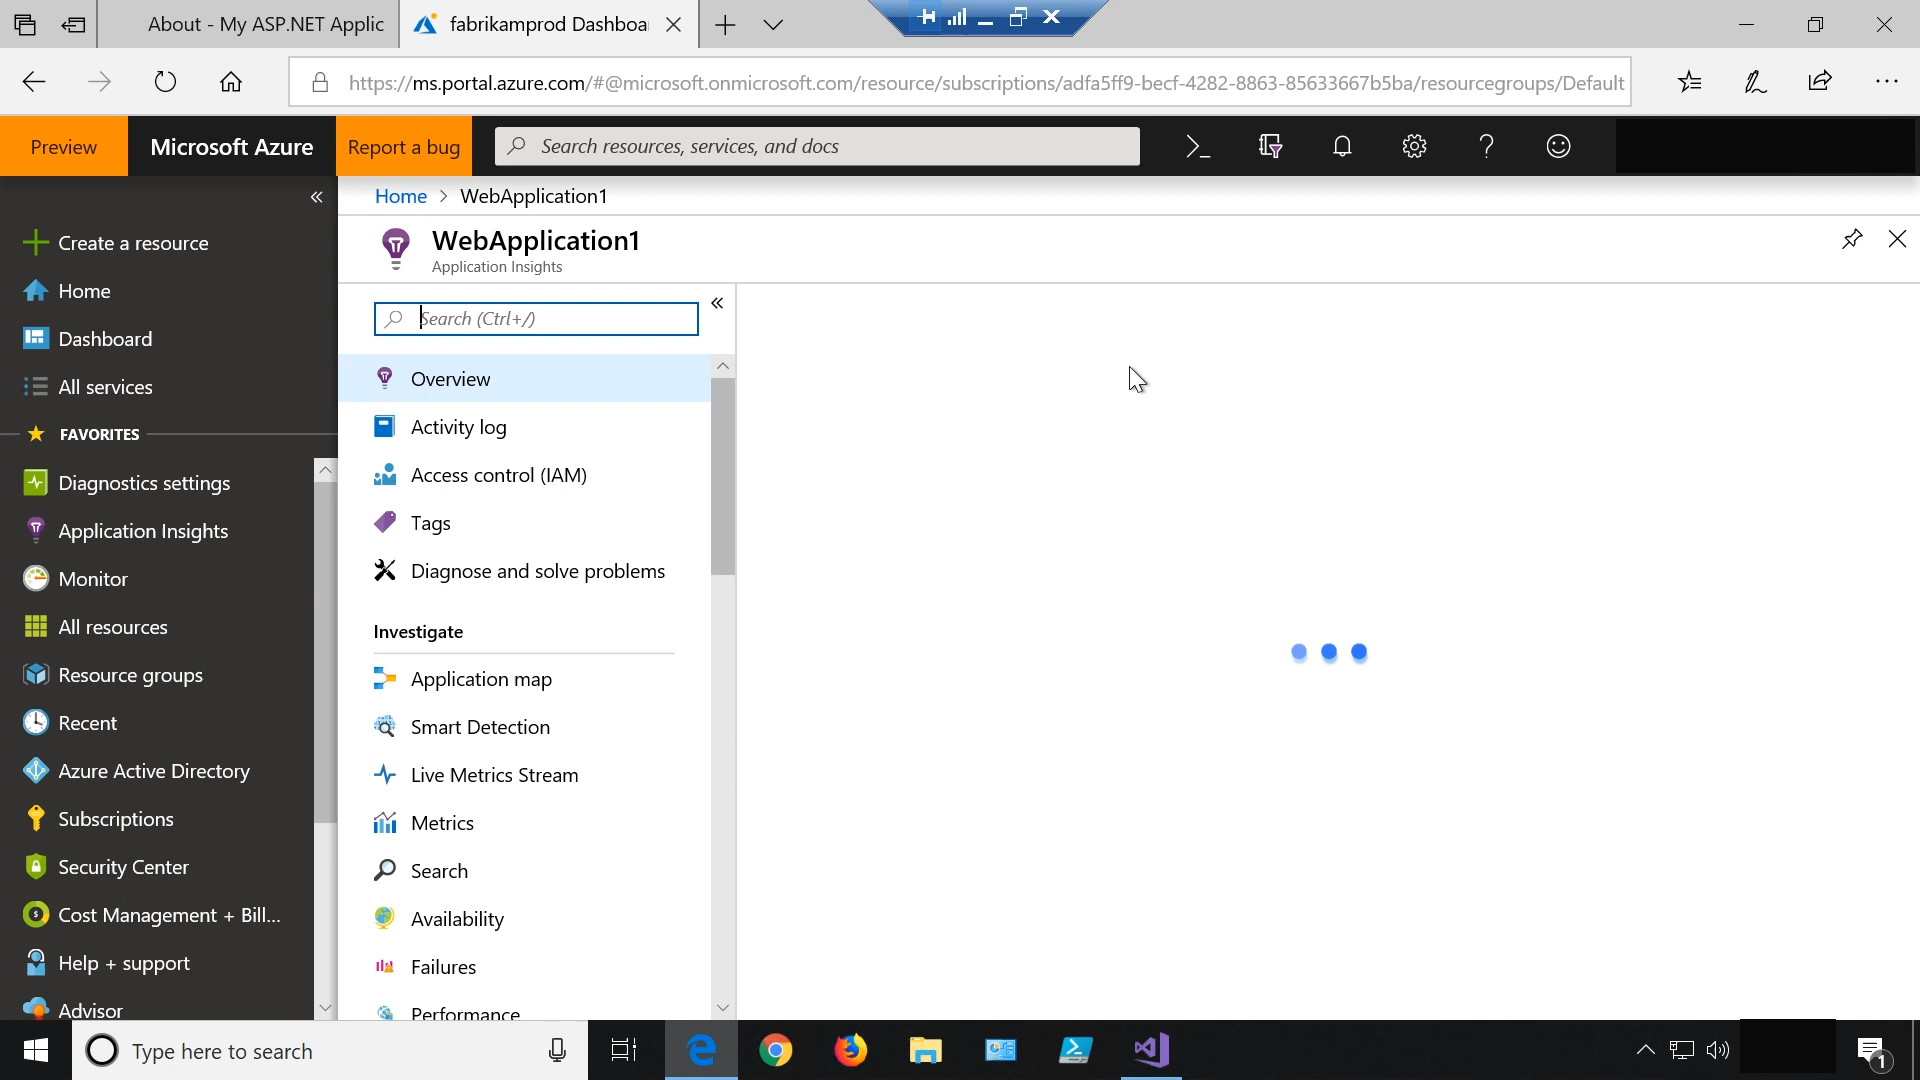 About - My ASP.NET Applic
fabrikamprod Dashboa
https://ms.portal.azure.com/#@microsoft.onmicrosoft.com/resource/subscriptions/adfa5ff9-becf-4282-8863-85633667b5ba/resourcegroups/Default
Preview
Microsoft Azure
Report a bug
Search resources, services, and docs
Home > WebApplication1
WebApplication1
Application Insights
Create a resource
Home
Dashboard
All services
FAVORITES
Diagnostics settings
Application Insights
Monitor
All resources
Resource groups
Recent
Azure Active Directory
Subscriptions
Security Center
Cost Management + Bill...
Help + support
Advisor
Search (Ctrl+/)
Overview
Activity log
Access control (IAM)
Tags
Diagnose and solve problems
Investigate
Application map
Smart Detection
Live Metrics Stream
Metrics
Search
Availability
Failures
Performance
Type here to search
1